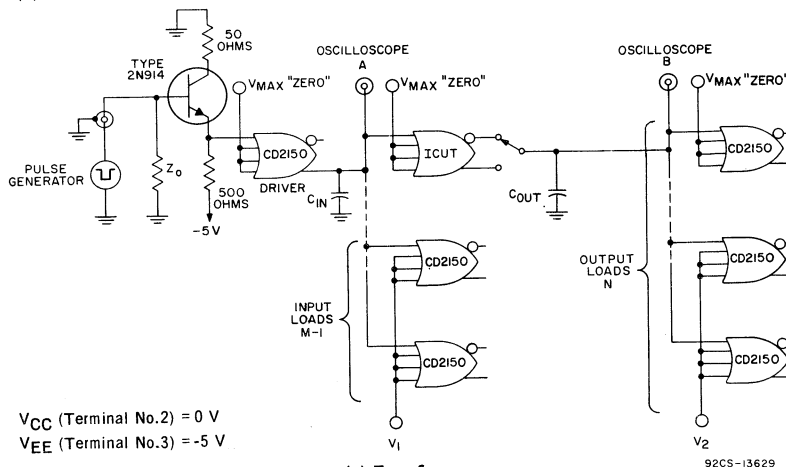 50
OHMS
TYPE
2N914
OSCILLOSCOPE
A
OSCILLOSCOPE
B
VMAX "ZERO"
VMAX "ZERO"
VMAX "ZERO"
CD2150
ICUT
CD2150
PULSE
GENERATOR
Zo
500
OHMS
DRIVER
CIN
COUT
-5V
CD2150
CD2150
INPUT
LOADS
M-1
OUTPUT
LOADS
N
CD2150
CD2150
VCC (Terminal No.2) = 0 V
VEE (Terminal No.3) = -5 V
V1
V2
92CS-13629